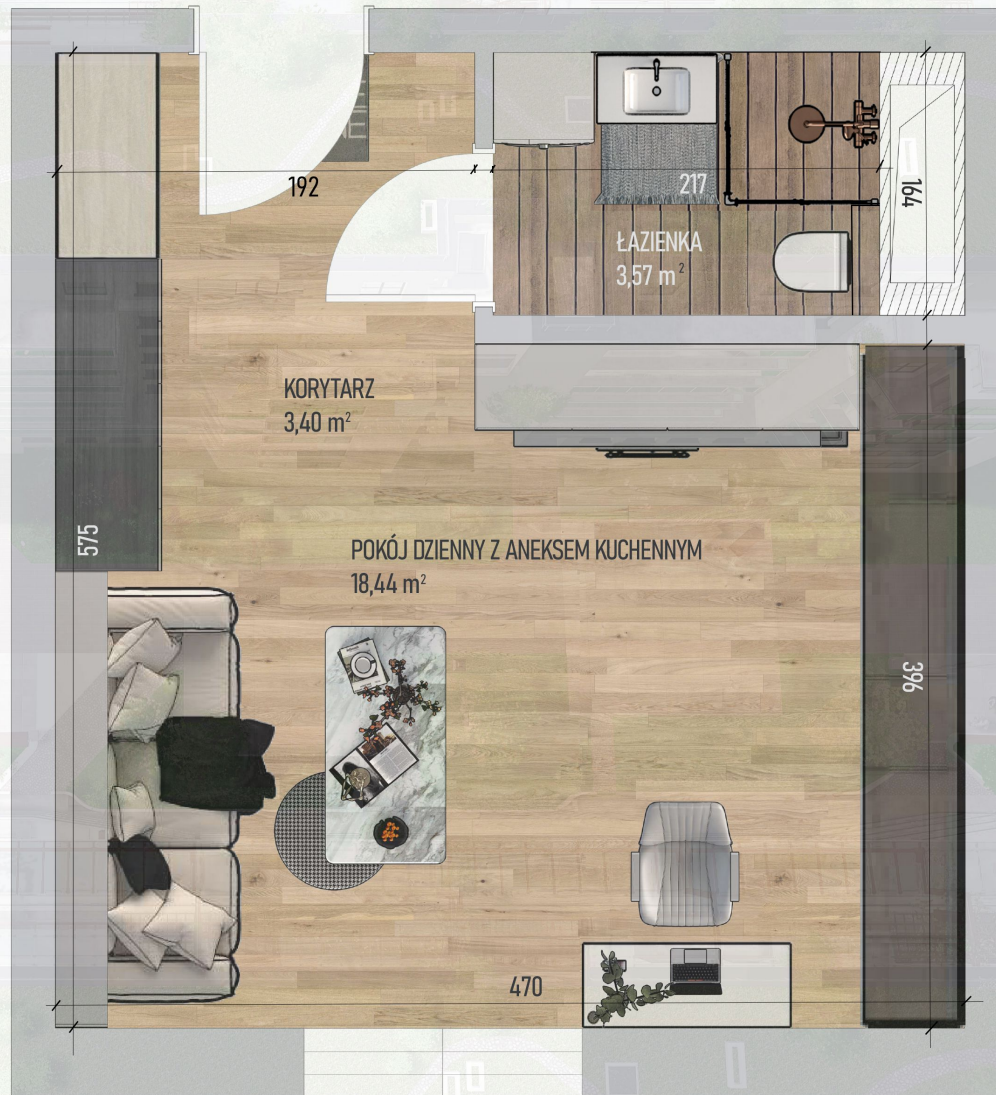 192
217
164
ŁAZIENKA
3,57 m²
KORYTARZ
3,40 m²
575
POKÓJ DZIENNY Z ANEKSEM KUCHENNYM
18,44 m²
396
470